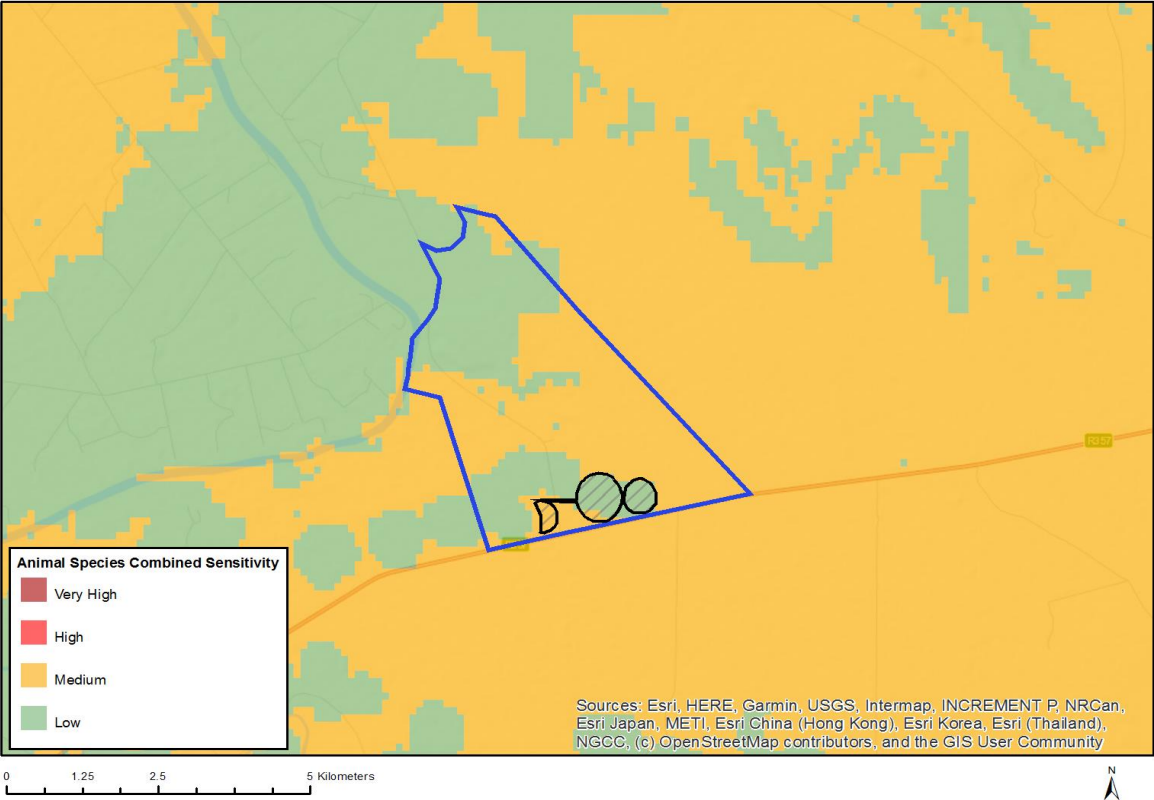 R357
Animal Species Combined Sensitivity
Very High
High
Medium
Low
Sources: Esri, HERE, Garmin, USGS, Intermap, INCREMENT P, NRCan,
Esri Japan, METI, Esri China (Hong Kong), Esri Korea, Esri (Thailand),
NGCC, (c) OpenStreetMap contributors, and the GIS User Community
0 1.25 2.5 5 Kilometers
N